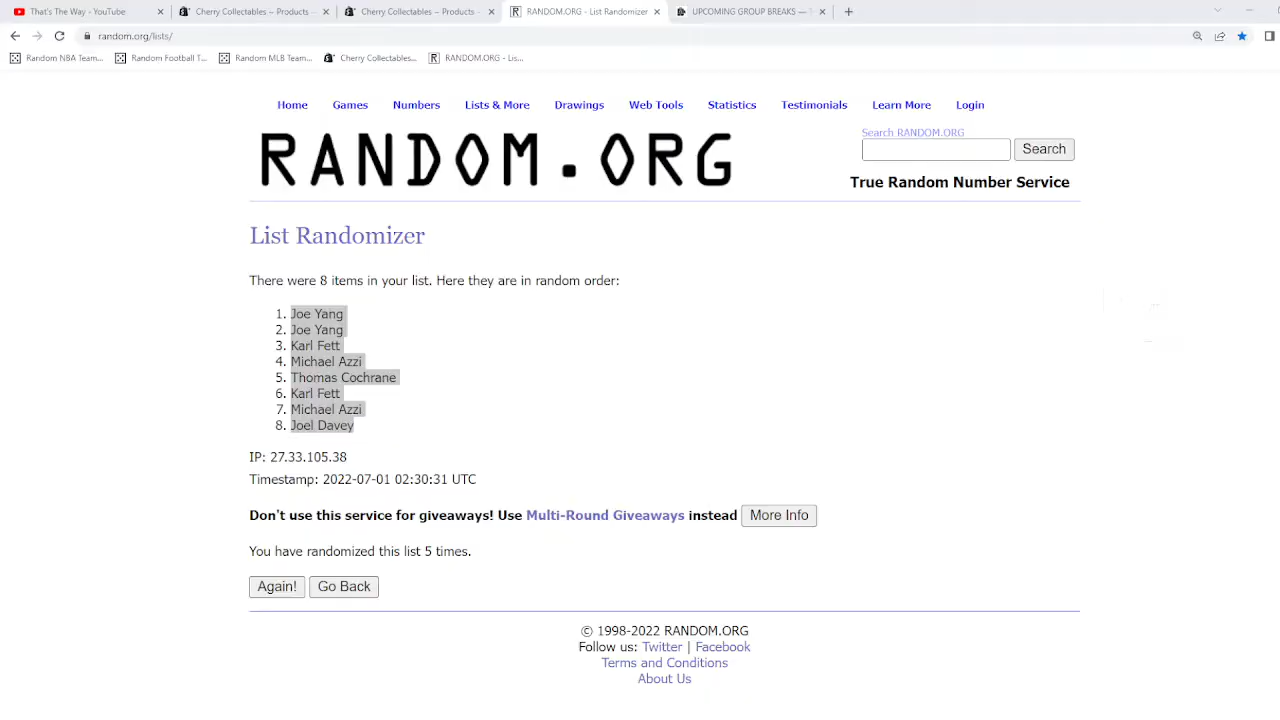 That's The Way - YouTube
Cherry Collectables – Products –
Cherry Collectables – Products –
RANDOM.ORG - List Randomizer
UPCOMING GROUP BREAKS —
random.org/lists/
Random NBA Team...
Random Football T...
Random MLB Team...
Cherry Collectables...
RANDOM.ORG - Lis...
Home Games Numbers Lists & More Drawings Web Tools Statistics Testimonials Learn More Login
RANDOM.ORG
Search RANDOM.ORG
Search
True Random Number Service
List Randomizer
There were 8 items in your list. Here they are in random order:
1. Joe Yang
2. Joe Yang
3. Karl Fett
4. Michael Azzi
5. Thomas Cochrane
6. Karl Fett
7. Michael Azzi
8. Joel Davey
IP: 27.33.105.38
Timestamp: 2022-07-01 02:30:31 UTC
Don't use this service for giveaways! Use Multi-Round Giveaways instead More Info
You have randomized this list 5 times.
Again! Go Back
© 1998-2022 RANDOM.ORG
Follow us: Twitter | Facebook
Terms and Conditions
About Us